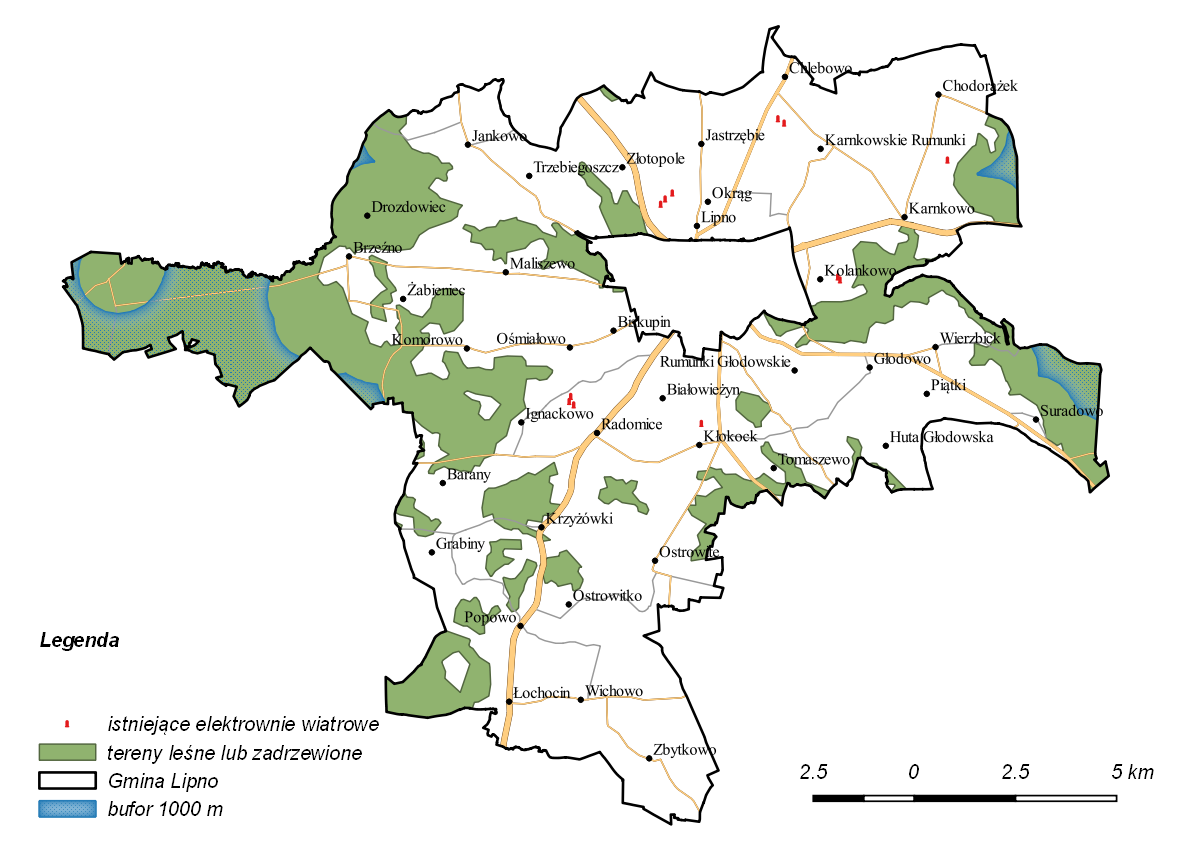 Chlebowo
Chodorążek
Jankowo
Jastrzębie
Karnkowskie Rumunki
Trzebiegoszcz
Złotopole
Drozdowiec
Okrąg
Lipno
Karnkowo
Brzeźno
Maliszewo
Kolankowo
Żabieniec
Biskupin
Komorowo
Ośmiałowo
Wierzbick
Rumunki Głodowskie
Głodowo
Białowieżyn
Piątki
Ignackowo
Suradowo
Radomice
Kłokock
Huta Głodowska
Tomaszewo
Barany
Krzyżówki
Grabiny
Ostrowite
Ostrowitko
Popowo
Legenda
Łochocin
Wichowo
istniejące elektrownie wiatrowe
tereny leśne lub zadrzewione
Zbytkowo
Gmina Lipno
2.5 0 2.5 5 km
bufor 1000 m